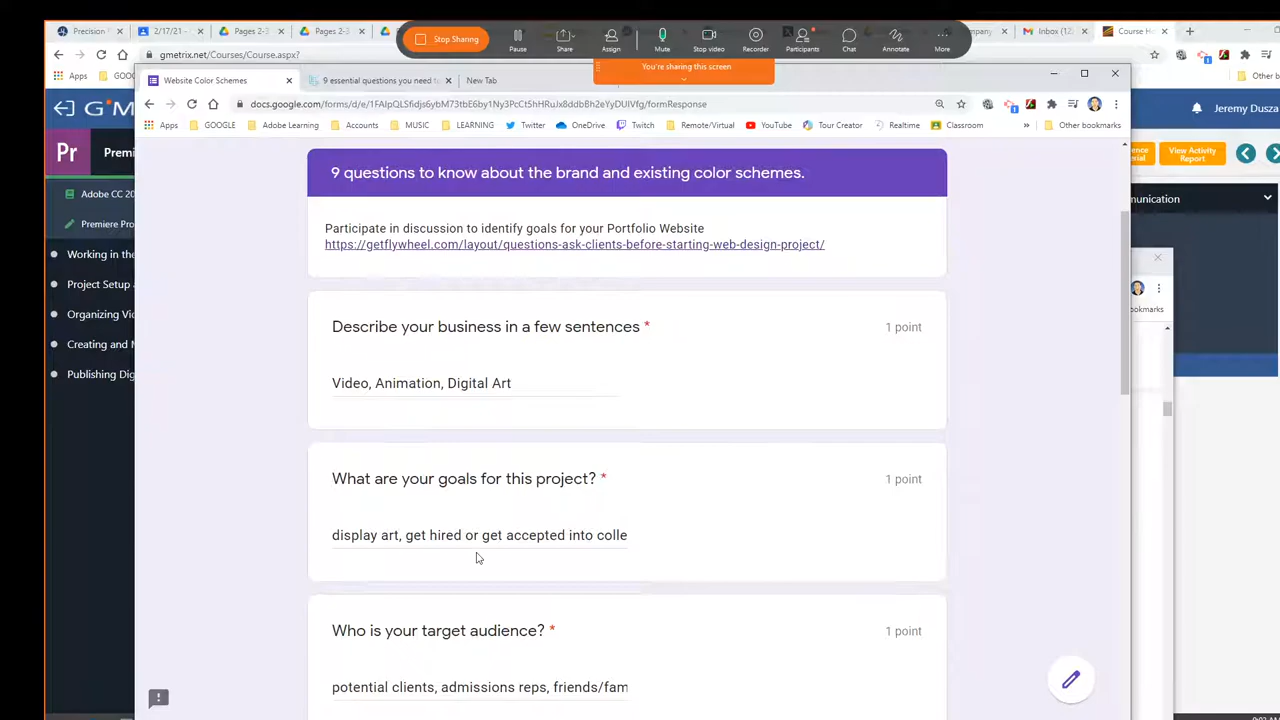 Precision
2/17/21
Pages 2-3
Pages 2-3
Stop Sharing
Pause
Share
Assign
Mute
Stop video
Recorder
Participants
Chat
Annotate
More
You're sharing this screen
Inbox (12
Course Ho
gmetrix.net/Courses/Course.aspx?
Apps
Website Color Schemes
9 essential questions you need t
New Tab
docs.google.com/forms/d/e/1FAIpQLSfidjs6ybM73tbE6by1Ny3PcCt5hHRuJx8ddbBh2eYyDUIVfg/formResponse
Apps
GOOGLE
Adobe Learning
Accounts
MUSIC
LEARNING
Twitter
OneDrive
Twitch
Remote/Virtual
YouTube
Tour Creator
Realtime
Classroom
Other bookmarks
Jeremy Dusza
Pr
Premi
View Activity
Report
Adobe CC 20
Premiere Pro
Working in the
Project Setup
Organizing Vid
Creating and M
Publishing Dig
munication
ookmarks
9 questions to know about the brand and existing color schemes.
Participate in discussion to identify goals for your Portfolio Website
https://getflywheel.com/layout/questions-ask-clients-before-starting-web-design-project/
Describe your business in a few sentences *
1 point
Video, Animation, Digital Art
What are your goals for this project? *
1 point
display art, get hired or get accepted into colle
Who is your target audience? *
1 point
potential clients, admissions reps, friends/fam